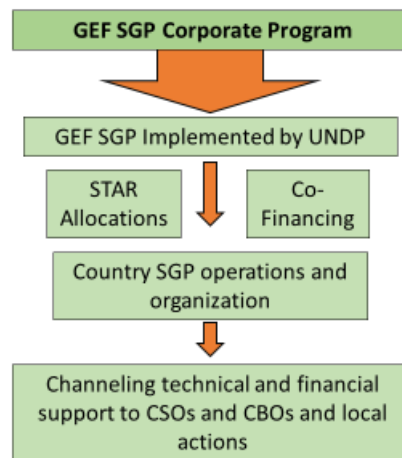 GEF SGP Corporate Program
GEF SGP Implemented by UNDP
STAR
Allocations
Co-
Financing
Country SGP operations and
organization
Channeling technical and financial
support to CSOs and CBOs and local
actions